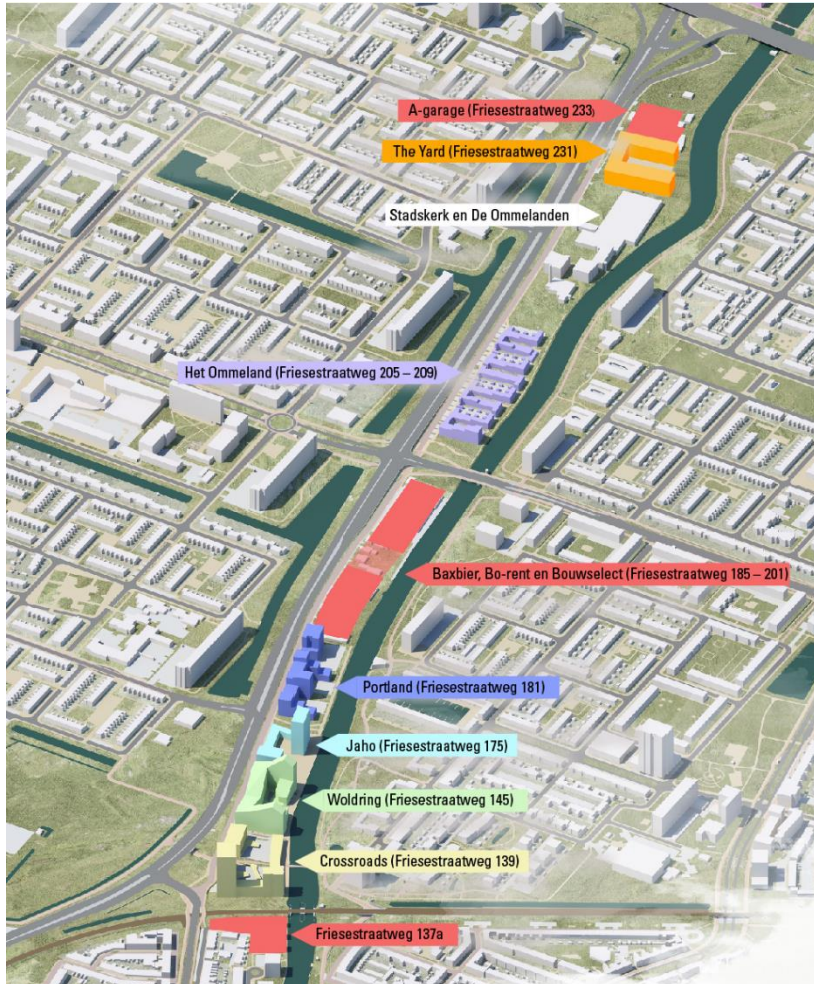 A-garage (Friesestraatweg 233)
The Yard (Friesestraatweg 231)
Stadskerk en De Ommelanden
Het Ommeland (Friesestraatweg 205 – 209)
Baxbier, Bo-rent en Bouwselect (Friesestraatweg 185 – 201)
Portland (Friesestraatweg 181)
Jaho (Friesestraatweg 175)
Woldring (Friesestraatweg 145)
Crossroads (Friesestraatweg 139)
Friesestraatweg 137a